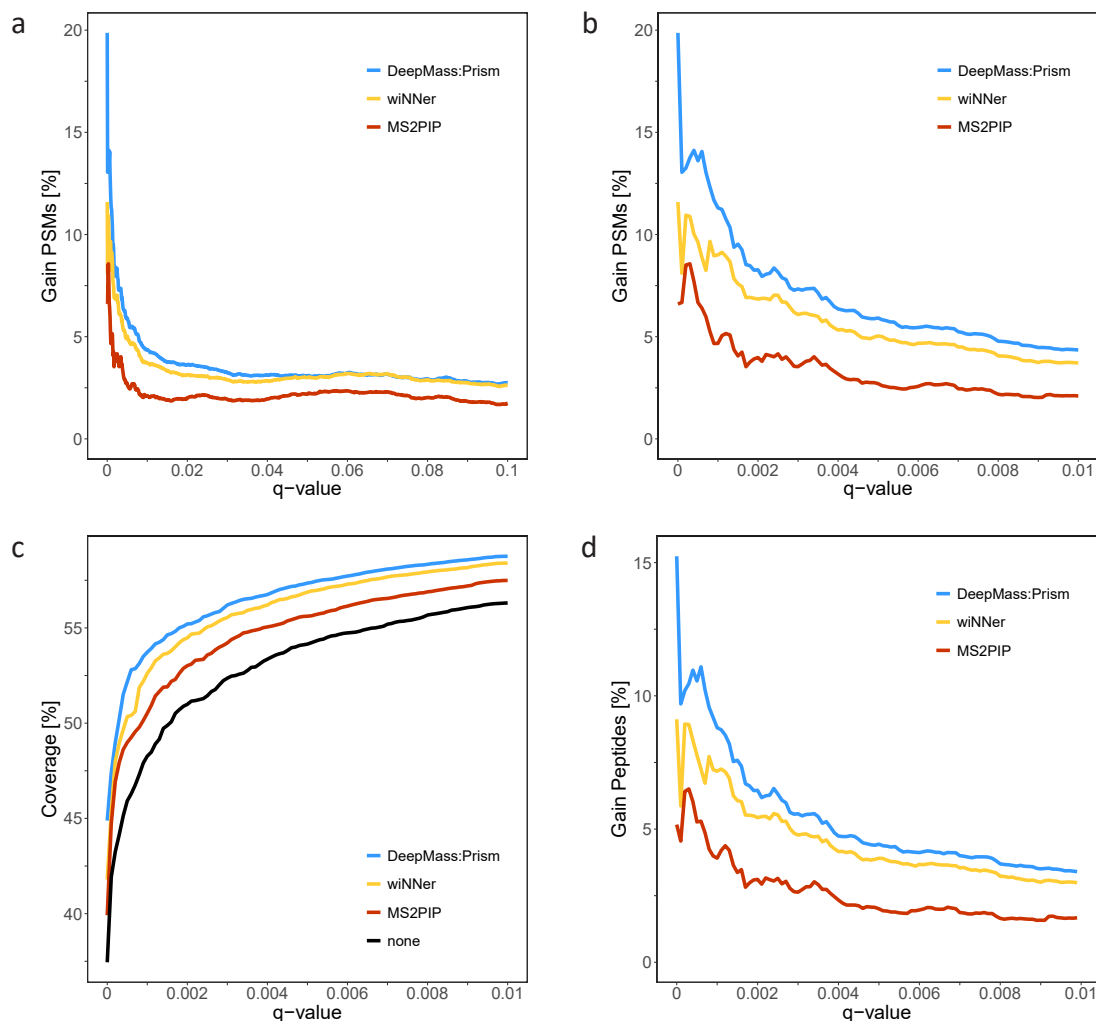 a
20
15
10
5
0
Gain PSMs [%]
DeepMass:Prism
wiNNer
MS2PIP
0
0.02
0.04
0.06
0.08
0.1
q−value
b
20
15
10
5
0
Gain PSMs [%]
DeepMass:Prism
wiNNer
MS2PIP
0
0.002
0.004
0.006
0.008
0.01
q−value
c
55
50
45
40
Coverage [%]
DeepMass:Prism
wiNNer
MS2PIP
none
0
0.002
0.004
0.006
0.008
0.01
q−value
d
15
10
5
0
Gain Peptides [%]
DeepMass:Prism
wiNNer
MS2PIP
0
0.002
0.004
0.006
0.008
0.01
q−value